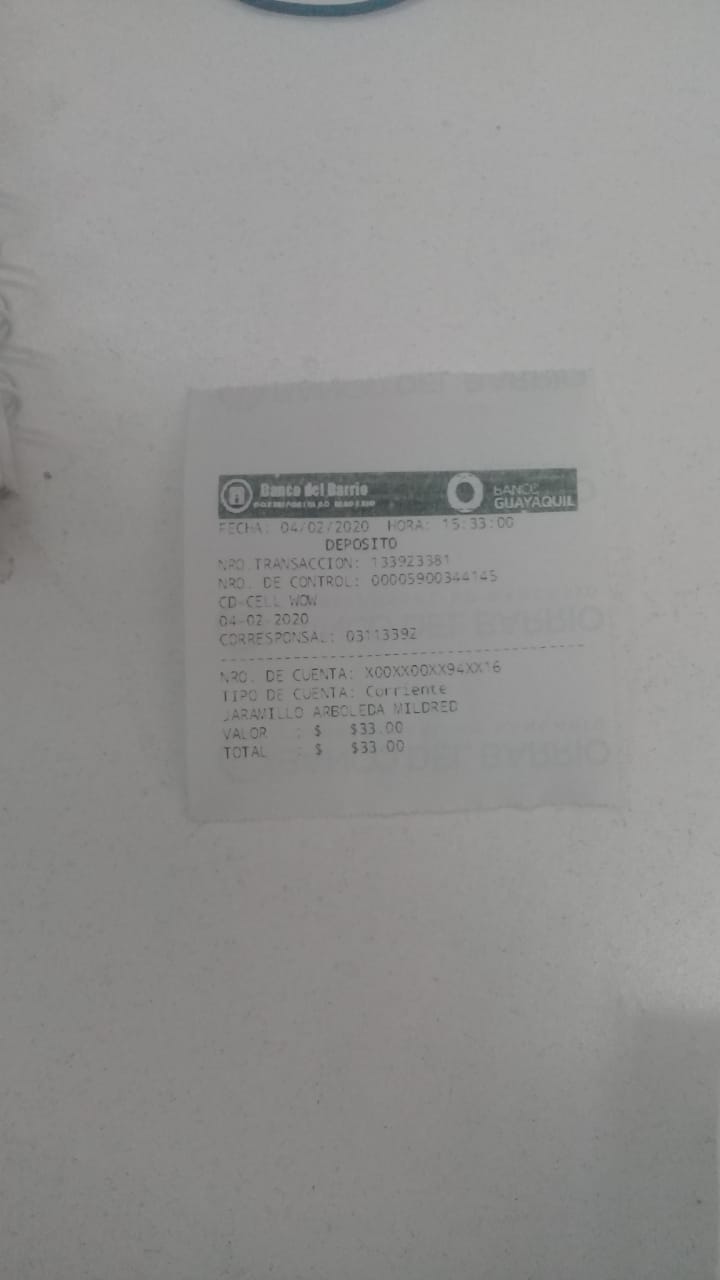 Banco del Barrio
BANCO
GUAYAQUIL
FECHA: 04/02/2020 HORA: 15:33:00
DEPOSITO
NRO.TRANSACCION: 133923381
NRO. DE CONTROL: 00005900344145
CD-CELL WOW
04-02-2020
CORRESPONSAL: 03113392
NRO. DE CUENTA: X00XX00XX94XX16
TIPO DE CUENTA: Corriente
JARAMILLO ARBOLEDA MILDRED
VALOR : $ $33.00
TOTAL : $ $33.00